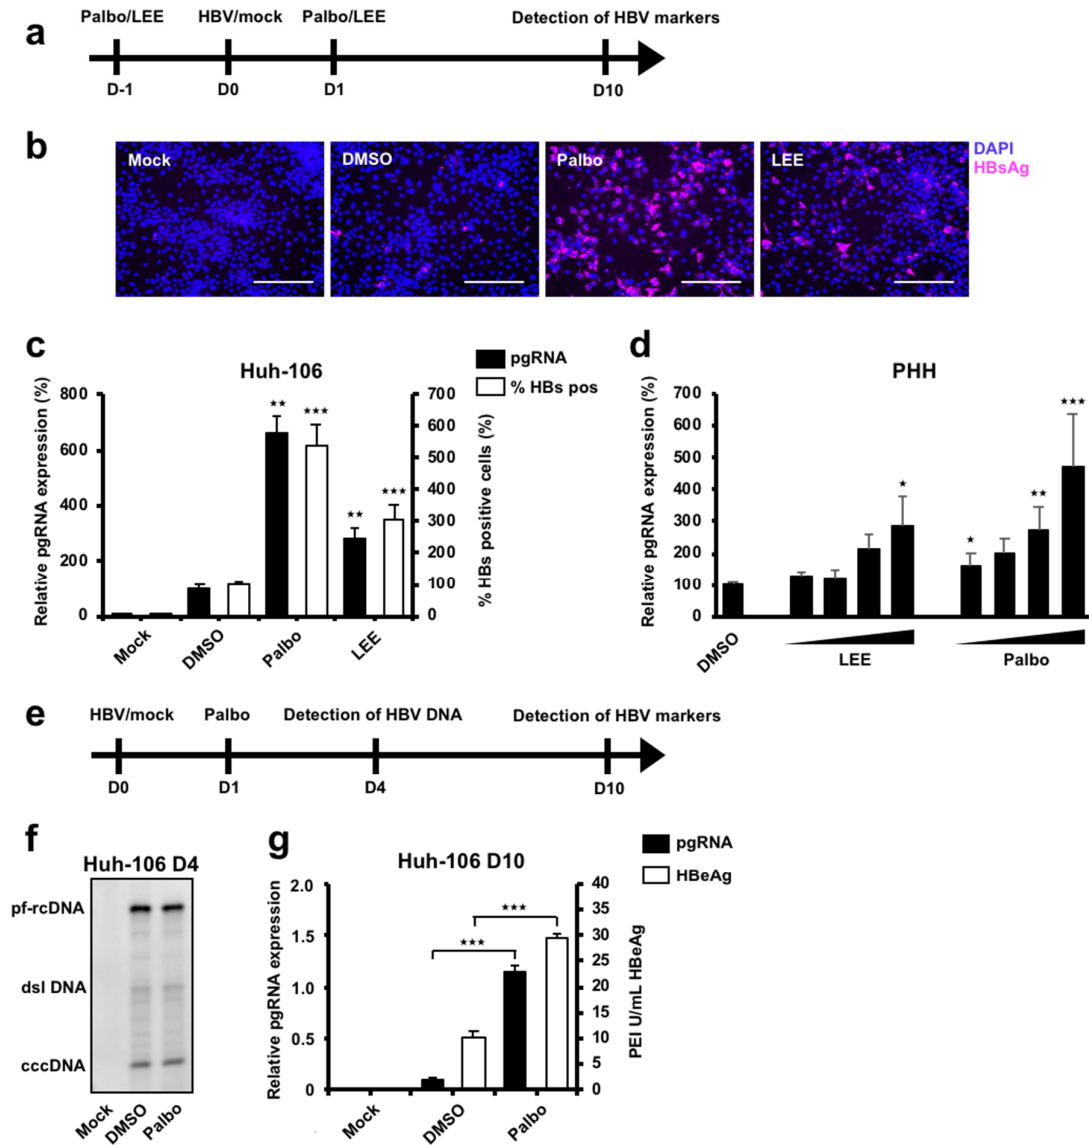 a
Palbo/LEE HBV/mock Palbo/LEE Detection of HBV markers
D-1 D0 D1 D10
b
Mock DMSO Palbo LEE
DAPI
HBsAg
c
Huh-106
pgRNA
% HBs pos
Relative pgRNA expression (%)
800
600
400
200
0
★★ ★★★ ★★ ★★★
700
600
500
400
300
200
100
0
% HBs positive cells (%)
Mock DMSO Palbo LEE
d
PHH
Relative pgRNA expression (%)
700
600
500
400
300
200
100
0
★ ★ ★★ ★★★
DMSO LEE Palbo
e
HBV/mock Palbo Detection of HBV DNA Detection of HBV markers
D0 D1 D4 D10
f
Huh-106 D4
pf-rcDNA
dsl DNA
cccDNA
Mock DMSO Palbo
g
Huh-106 D10
pgRNA
HBeAg
Relative pgRNA expression
2.0
1.5
1.0
0.5
0
★★★
★★★
40
35
30
25
20
15
10
5
0
PEI U/mL HBeAg
Mock DMSO Palbo